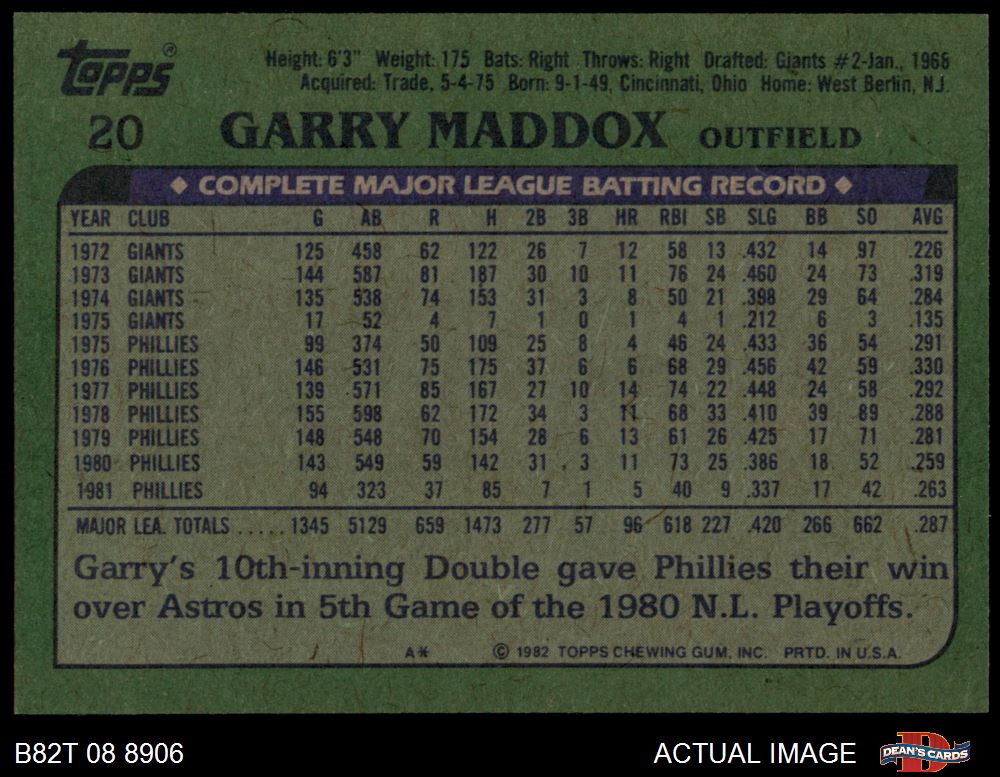 Topps®
Height: 6'3" Weight: 175 Bats: Right Throws: Right Drafted: Giants #2-Jan., 1968
Acquired: Trade, 5-4-75 Born: 9-1-49, Cincinnati, Ohio Home: West Berlin, N.J.
20 GARRY MADDOX OUTFIELD
◆ COMPLETE MAJOR LEAGUE BATTING RECORD ◆
YEAR CLUB G AB R H 2B 3B HR RBI SB SLG BB SO AVG
1972 GIANTS 125 458 62 122 26 7 12 58 13 .432 14 97 .226
1973 GIANTS 144 587 81 187 30 10 11 76 24 .460 24 73 .319
1974 GIANTS 135 538 74 153 31 3 8 50 21 .398 29 64 .284
1975 GIANTS 17 52 4 7 1 0 1 4 1 .212 6 3 .135
1975 PHILLIES 99 374 50 109 25 8 4 46 24 .433 36 54 .291
1976 PHILLIES 146 531 75 175 37 6 6 68 29 .456 42 59 .330
1977 PHILLIES 139 571 85 167 27 10 14 74 22 .448 24 58 .292
1978 PHILLIES 155 598 62 172 34 3 11 68 33 .410 39 89 .288
1979 PHILLIES 148 548 70 154 28 6 13 61 26 .425 17 71 .281
1980 PHILLIES 143 549 59 142 31 3 11 73 25 .386 18 52 .259
1981 PHILLIES 94 323 37 85 7 1 5 40 9 .337 17 42 .263
MAJOR LEA. TOTALS ..... 1345 5129 659 1473 277 57 96 618 227 .420 266 662 .287
Garry's 10th-inning Double gave Phillies their win
over Astros in 5th Game of the 1980 N.L. Playoffs.
A* © 1982 TOPPS CHEWING GUM, INC. PRTD. IN U.S.A.
B82T 08 8906 ACTUAL IMAGE DEAN'S CARDS